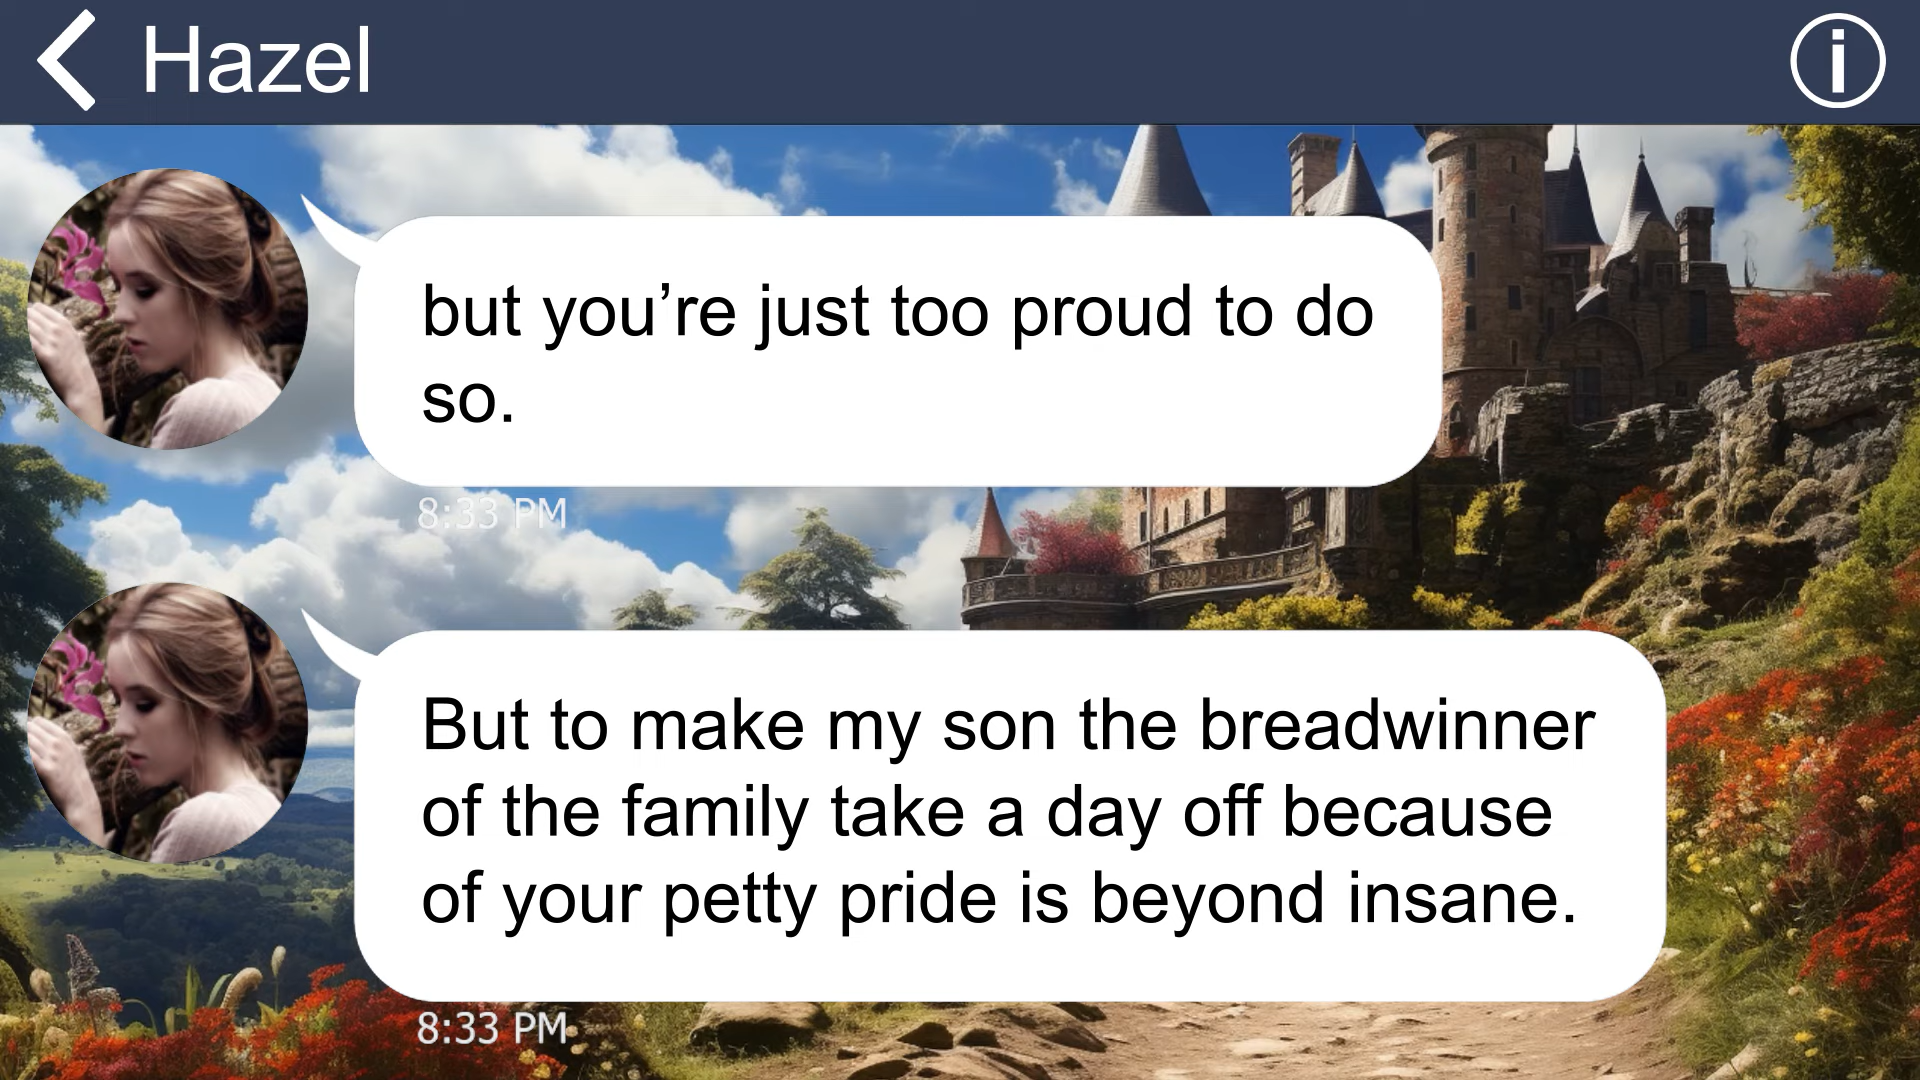 Hazel
but you’re just too proud to do
so.
8:33 PM
But to make my son the breadwinner
of the family take a day off because
of your petty pride is beyond insane.
8:33 PM